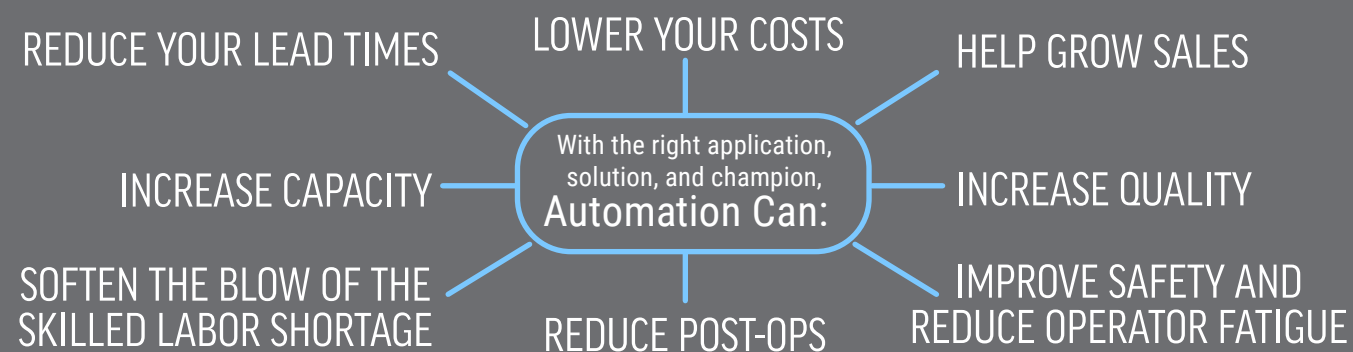 REDUCE YOUR LEAD TIMES
LOWER YOUR COSTS
HELP GROW SALES
With the right application,
solution, and champion,
Automation Can:
INCREASE CAPACITY
INCREASE QUALITY
SOFTEN THE BLOW OF THE
SKILLED LABOR SHORTAGE
REDUCE POST-OPS
IMPROVE SAFETY AND
REDUCE OPERATOR FATIGUE